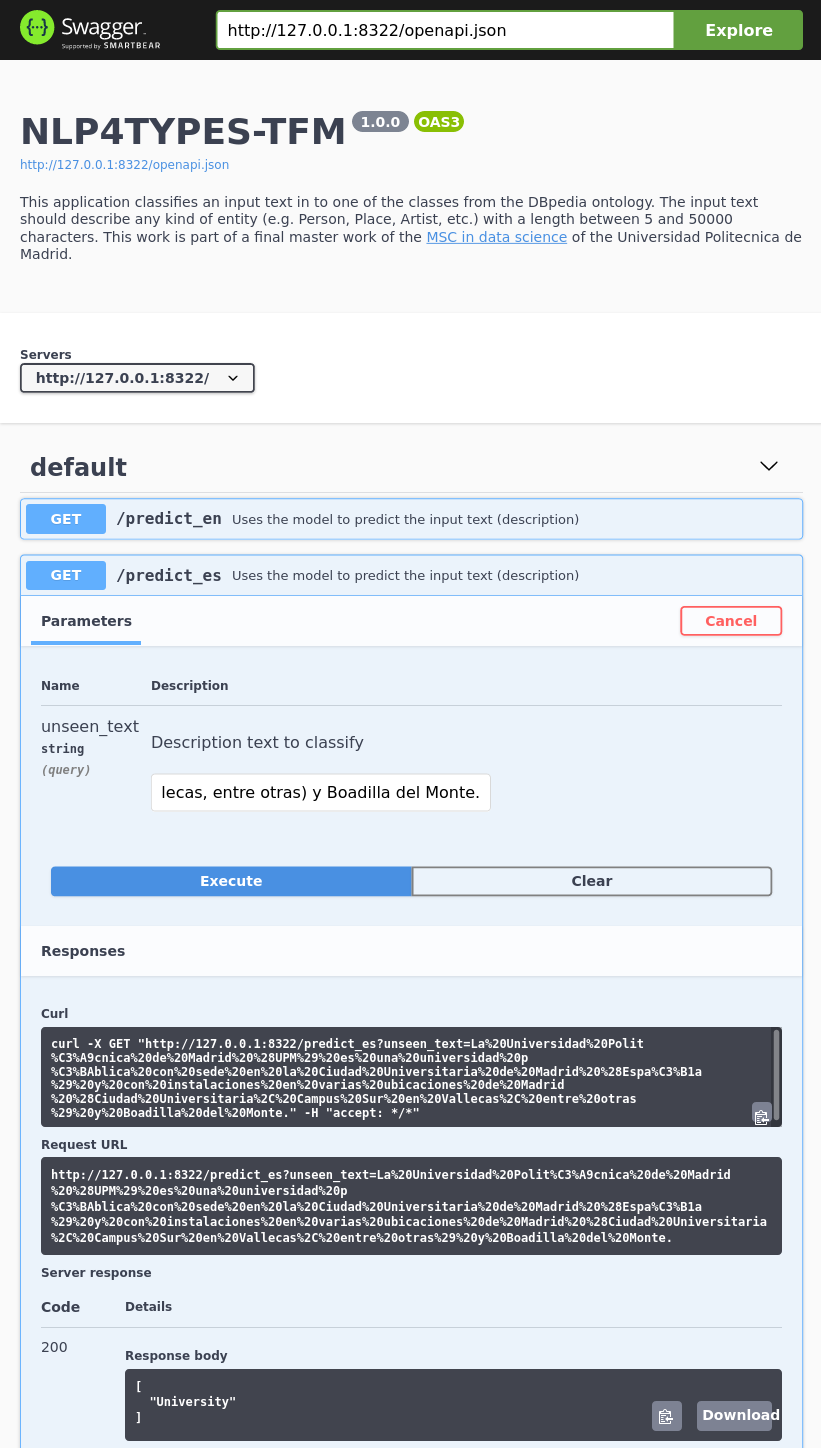 Swagger.
Supported by SMARTBEAR
http://127.0.0.1:8322/openapi.json
Explore
NLP4TYPES-TFM 1.0.0 OAS3
http://127.0.0.1:8322/openapi.json
This application classifies an input text in to one of the classes from the DBpedia ontology. The input text
should describe any kind of entity (e.g. Person, Place, Artist, etc.) with a length between 5 and 50000
characters. This work is part of a final master work of the MSC in data science of the Universidad Politecnica de
Madrid.
Servers
http://127.0.0.1:8322/
default
GET /predict_en Uses the model to predict the input text (description)
GET /predict_es Uses the model to predict the input text (description)
Parameters
Cancel
Name Description
unseen_text
string
(query)
Description text to classify
lecas, entre otras) y Boadilla del Monte.
Execute
Clear
Responses
Curl
curl -X GET "http://127.0.0.1:8322/predict_es?unseen_text=La%20Universidad%20Polit
%C3%A9cnica%20de%20Madrid%20%28UPM%29%20es%20una%20universidad%20p
%C3%BAblica%20con%20sede%20en%20la%20Ciudad%20Universitaria%20de%20Madrid%20%28Espa%C3%B1a
%29%20y%20con%20instalaciones%20en%20varias%20ubicaciones%20de%20Madrid
%20%28Ciudad%20Universitaria%2C%20Campus%20Sur%20en%20Vallecas%2C%20entre%20otras
%29%20y%20Boadilla%20del%20Monte." -H "accept: */*"
Request URL
http://127.0.0.1:8322/predict_es?unseen_text=La%20Universidad%20Polit%C3%A9cnica%20de%20Madrid
%20%28UPM%29%20es%20una%20universidad%20p
%C3%BAblica%20con%20sede%20en%20la%20Ciudad%20Universitaria%20de%20Madrid%20%28Espa%C3%B1a
%29%20y%20con%20instalaciones%20en%20varias%20ubicaciones%20de%20Madrid%20%28Ciudad%20Universitaria
%2C%20Campus%20Sur%20en%20Vallecas%2C%20entre%20otras%29%20y%20Boadilla%20del%20Monte.
Server response
Code Details
200
Response body
[
"University"
]
Download